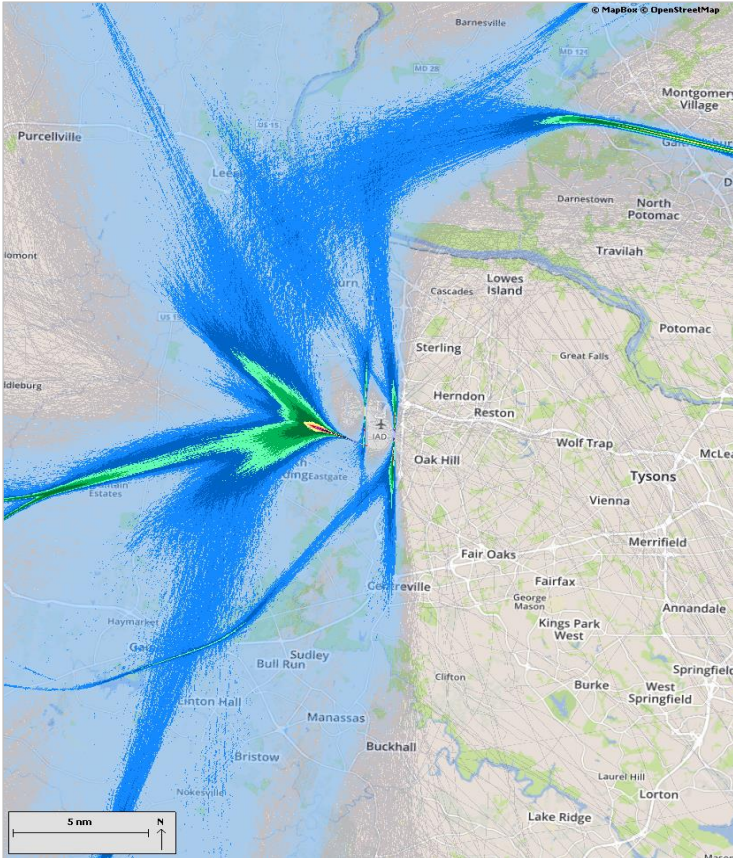 © MapBox © OpenStreetMap
Barnesville
MD 28
MD 124
Montgomery
Village
US 15
Purcellville
North
Potomac
Darnestown
Travilah
Lowes
Island
Cascades
Potomac
Sterling
Great Falls
Herndon
Reston
IAD
Wolf Trap
Oak Hill
Tysons
Eastgate
Estates
Vienna
Merrifield
Fair Oaks
Centreville
Fairfax
George
Mason
Annandale
Haymarket
Kings Park
West
Sudley
Bull Run
Clifton
Burke
West
Springfield
Springfield
Linton Hall
Manassas
Buckhall
Bristow
Nokesville
Laurel Hill
Lorton
Lake Ridge
5 nm
N